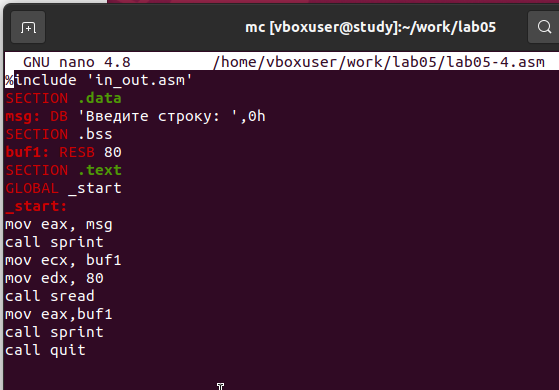 mc [vboxuser@study]:~/work/lab05
GNU nano 4.8 /home/vboxuser/work/lab05/lab05-4.asm
%include 'in_out.asm'
SECTION .data
msg: DB 'Введите строку: ',0h
SECTION .bss
buf1: RESB 80
SECTION .text
GLOBAL _start
_start:
mov eax, msg
call sprint
mov ecx, buf1
mov edx, 80
call sread
mov eax,buf1
call sprint
call quit